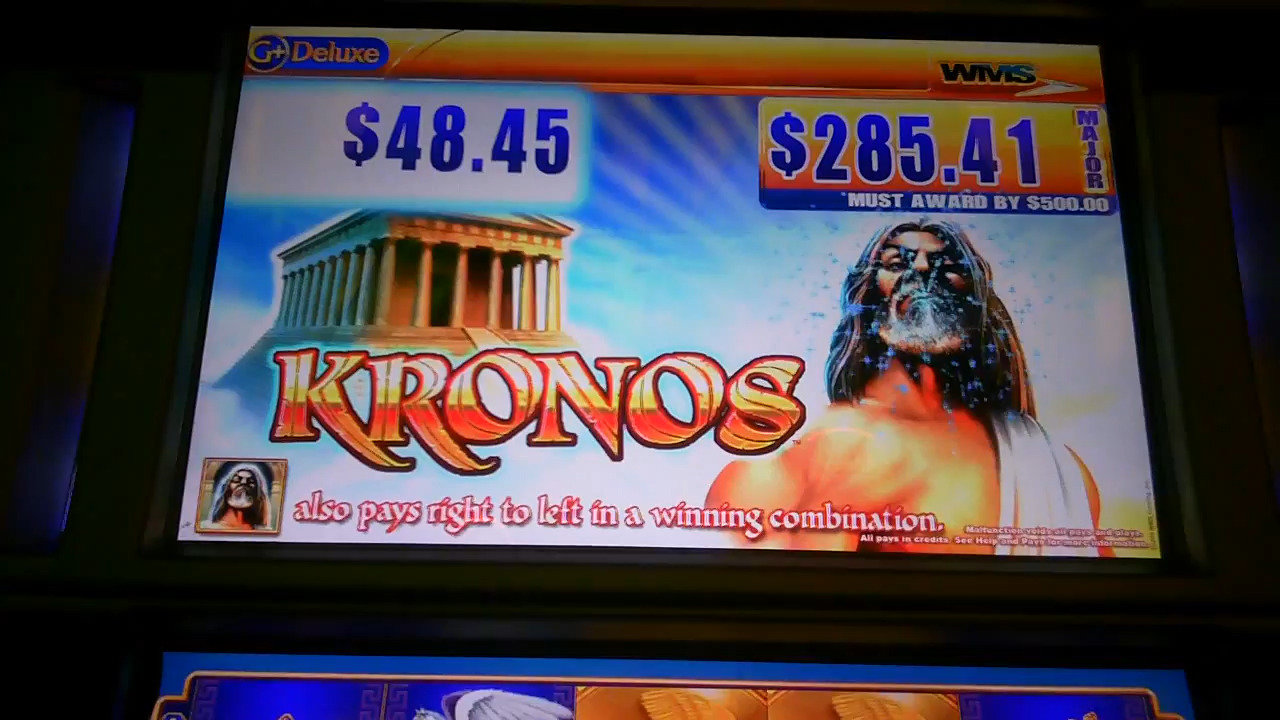 G+ Deluxe
WMS
$48.45
$285.41
MAJOR
MUST AWARD BY $500.00
KRONOS
TM
also pays right to left in a winning combination.
Malfunction voids all pays and plays.
All pays in credits. See Help and Pays for more information.